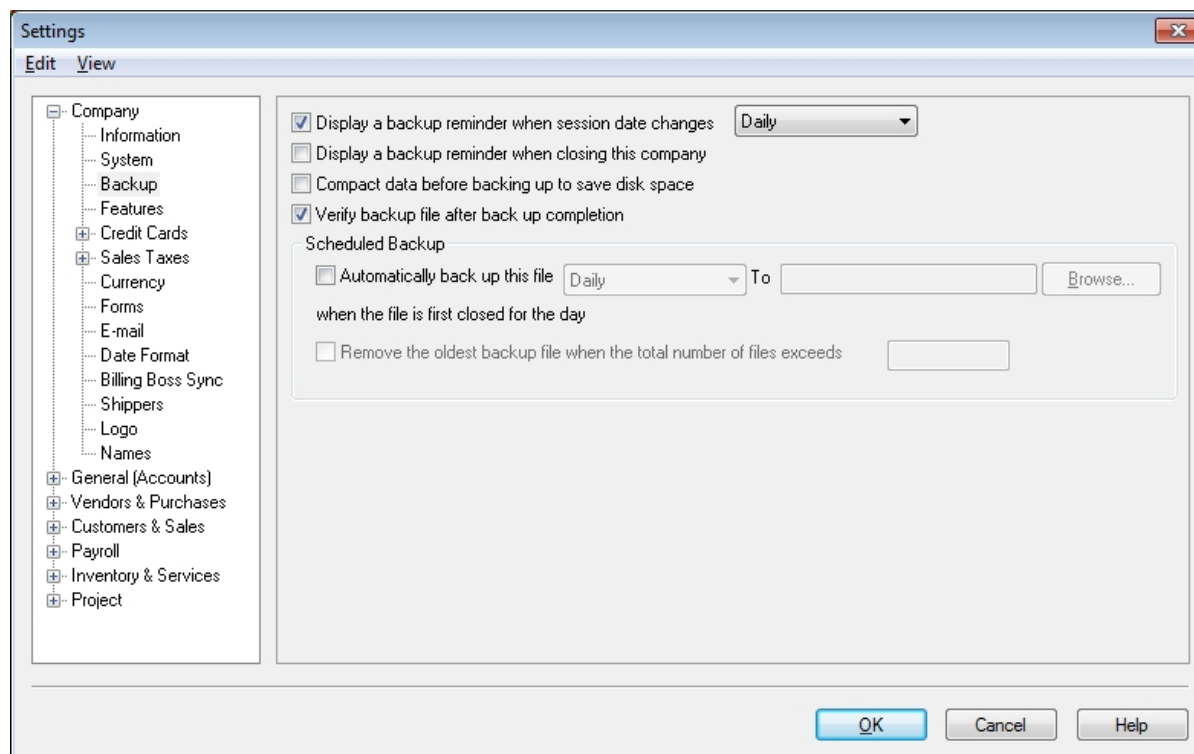 Settings
Edit View
Company
Information
System
Backup
Features
Credit Cards
Sales Taxes
Currency
Forms
E-mail
Date Format
Billing Boss Sync
Shippers
Logo
Names
General (Accounts)
Vendors & Purchases
Customers & Sales
Payroll
Inventory & Services
Project
Display a backup reminder when session date changes Daily
Display a backup reminder when closing this company
Compact data before backing up to save disk space
Verify backup file after back up completion
Scheduled Backup
Automatically back up this file Daily To Browse...
when the file is first closed for the day
Remove the oldest backup file when the total number of files exceeds
OK Cancel Help